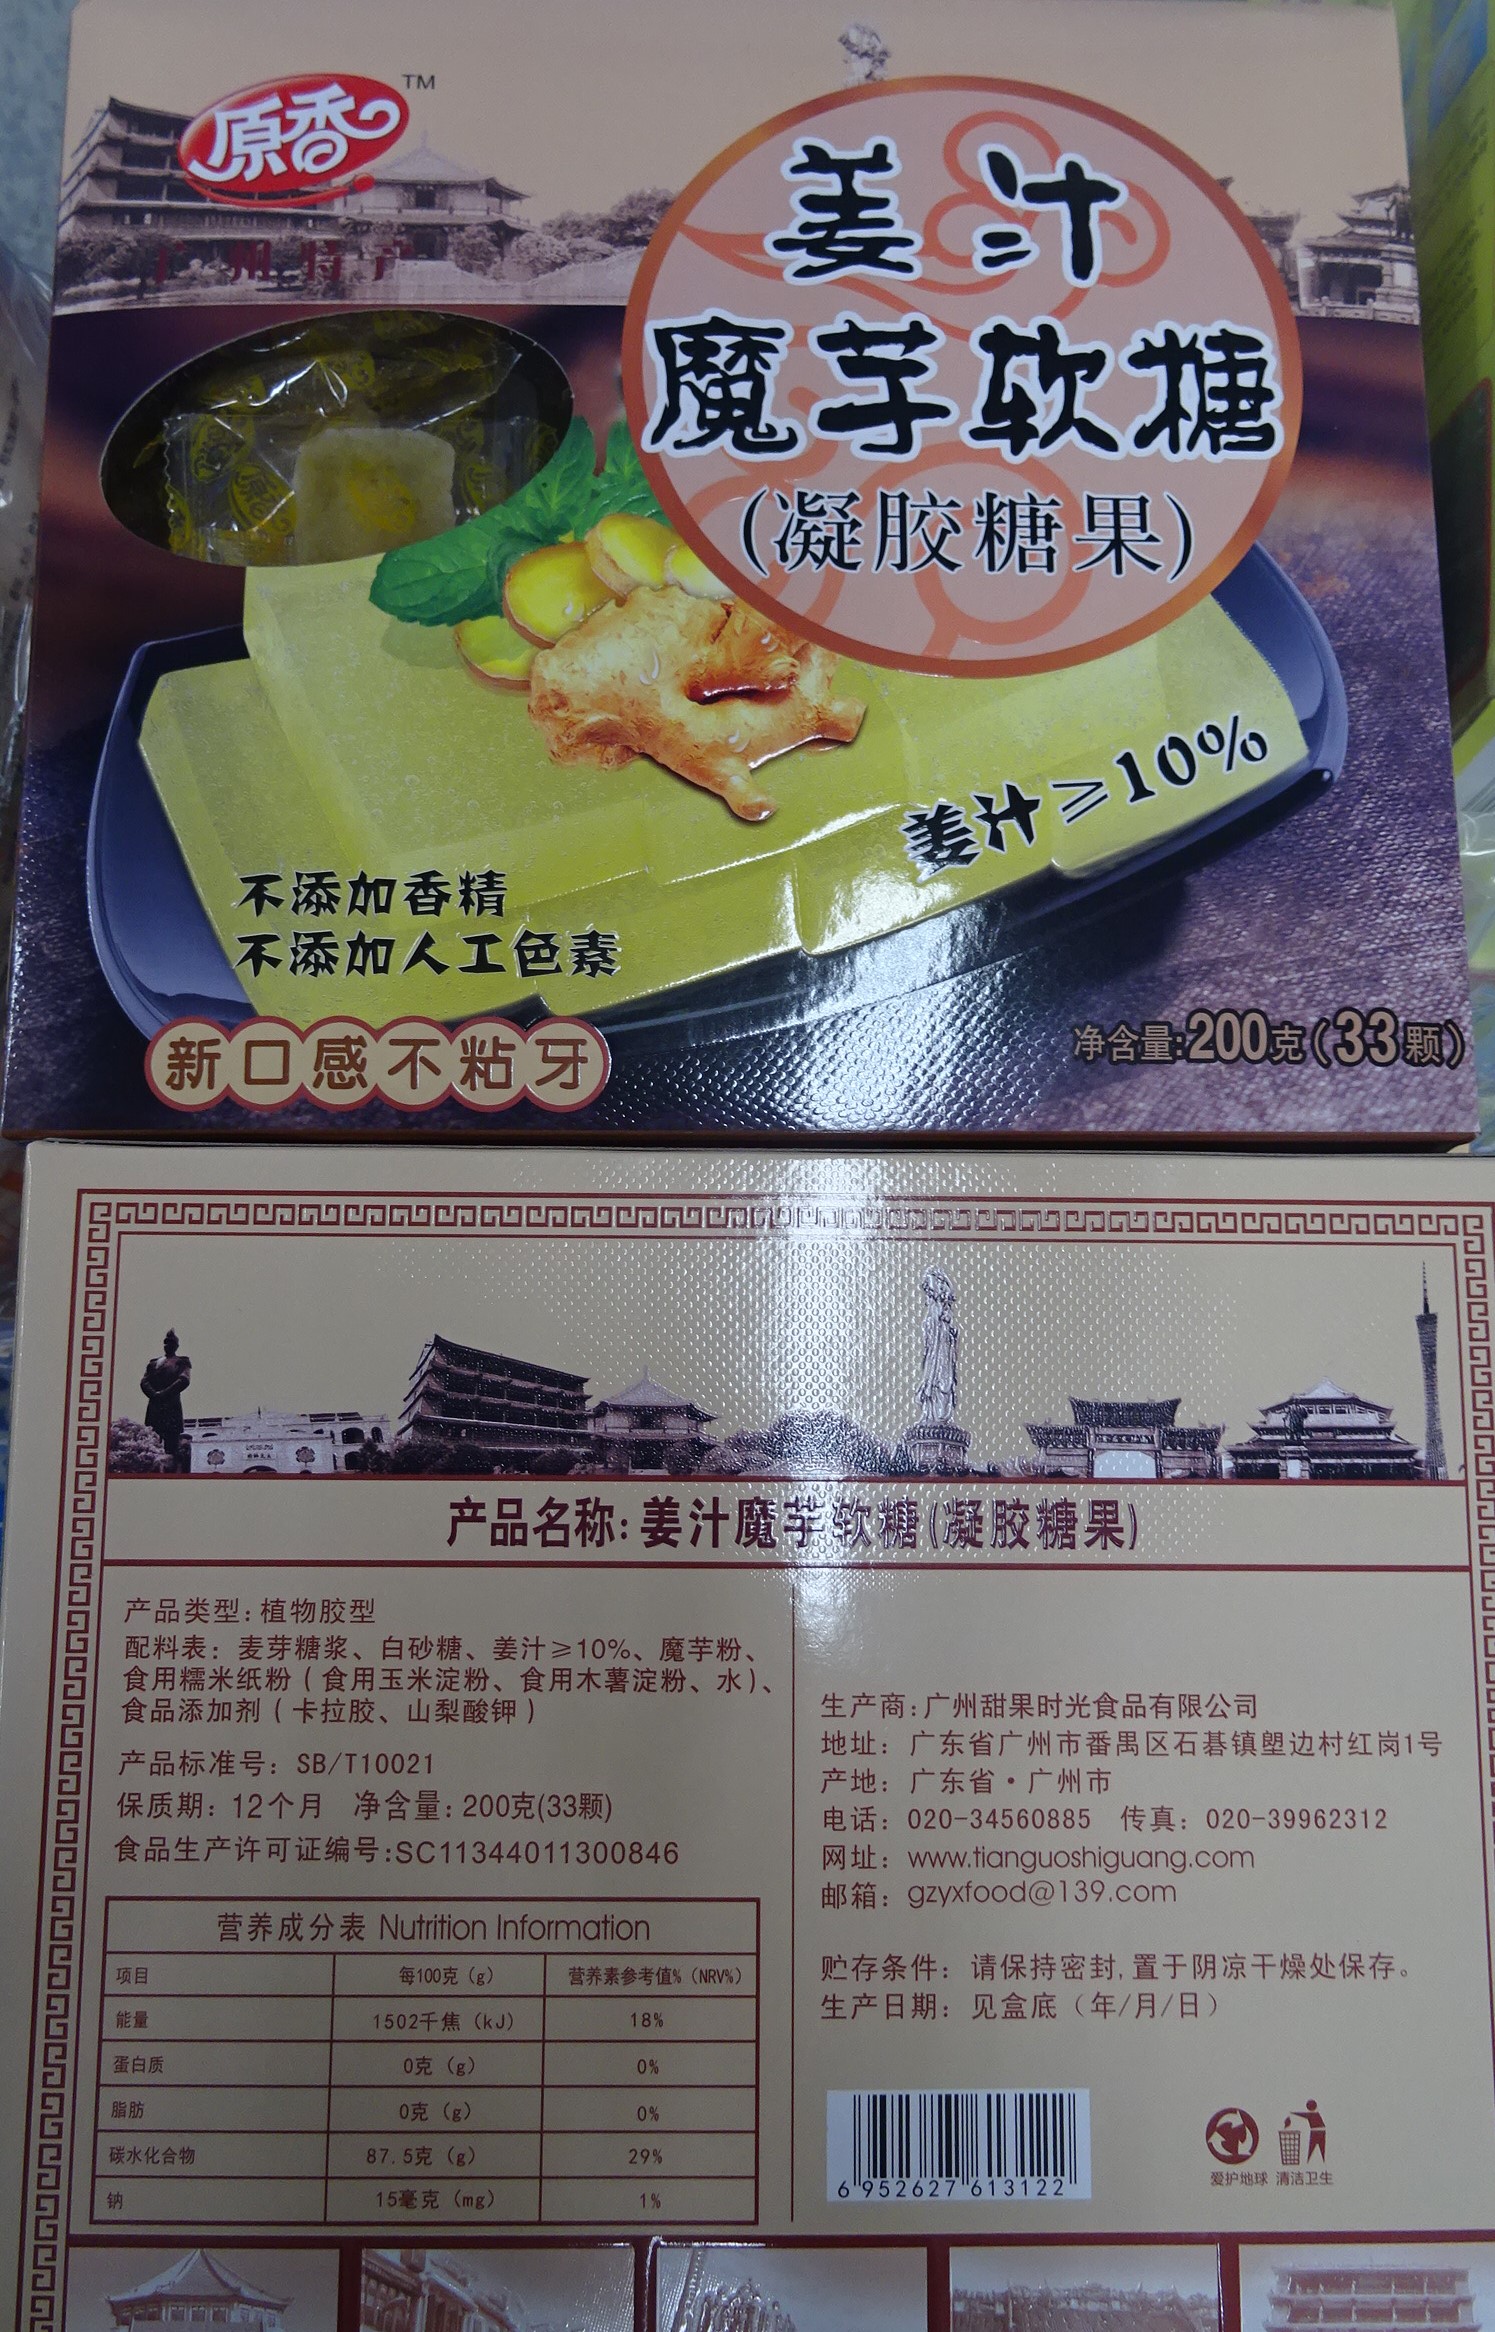 原香
TM
广州特产
姜汁
魔芋软糖
(凝胶糖果)
姜汁≥10%
不添加香精
不添加人工色素
新口感不粘牙
净含量:200克(33颗)
产品名称:姜汁魔芋软糖(凝胶糖果)
产品类型:植物胶型
配料表:麦芽糖浆、白砂糖、姜汁≥10%、魔芋粉、
食用糯米纸粉(食用玉米淀粉、食用木薯淀粉、水)、
食品添加剂(卡拉胶、山梨酸钾)
产品标准号:SB/T10021
保质期:12个月 净含量:200克(33颗)
食品生产许可证编号:SC11344011300846
营养成分表 Nutrition Information
项目 每100克(g) 营养素参考值%(NRV%)
能量 1502千焦(kJ) 18%
蛋白质 0克(g) 0%
脂肪 0克(g) 0%
碳水化合物 87.5克(g) 29%
钠 15毫克(mg) 1%
生产商:广州甜果时光食品有限公司
地址:广东省广州市番禺区石碁镇塱边村红岗1号
产地:广东省·广州市
电话:020-34560885 传真:020-39962312
网址:www.tianguoshiguang.com
邮箱:gzyxfood@139.com
贮存条件:请保持密封,置于阴凉干燥处保存。
生产日期:见盒底(年/月/日)
6 952627 613122
爱护地球 清洁卫生